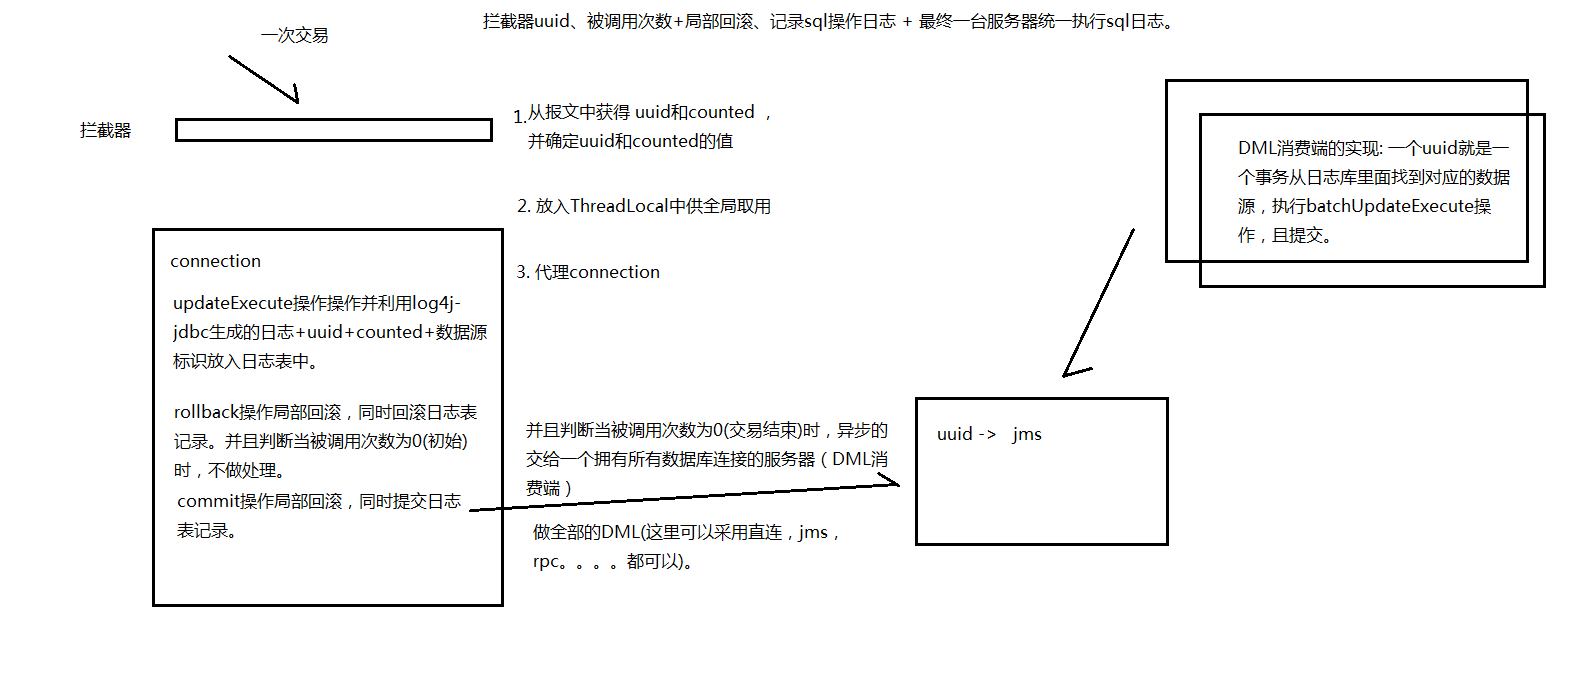 拦截器uuid、被调用次数+局部回滚、记录sql操作日志 + 最终一台服务器统一执行sql日志。
一次交易
拦截器
1.从报文中获得 uuid和counted ，
并确定uuid和counted的值
2. 放入ThreadLocal中供全局取用
3. 代理connection
connection
updateExecute操作操作并利用log4j-
jdbc生成的日志+uuid+counted+数据源
标识放入日志表中。
rollback操作局部回滚，同时回滚日志表
记录。并且判断当被调用次数为0(初始)
时，不做处理。
commit操作局部回滚，同时提交日志
表记录。
并且判断当被调用次数为0(交易结束)时，异步的
交给一个拥有所有数据库连接的服务器（DML消
费端）
做全部的DML(这里可以采用直连，jms，
rpc。。。。都可以)。
uuid -> jms
DML消费端的实现: 一个uuid就是一
个事务从日志库里面找到对应的数据
源，执行batchUpdateExecute操
作，且提交。